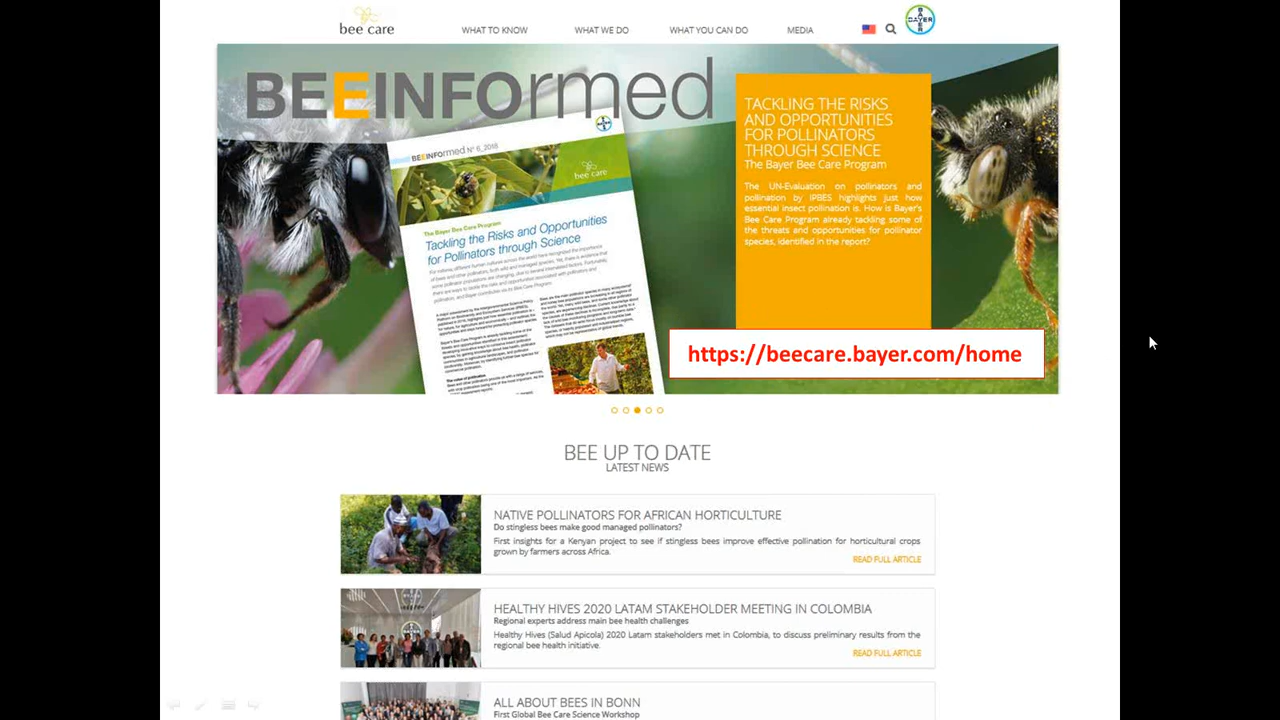 bee care
WHAT TO KNOW
WHAT WE DO
WHAT YOU CAN DO
MEDIA
BAYER
BEEINFOrmed
TACKLING THE RISKS
AND OPPORTUNITIES
FOR POLLINATORS
THROUGH SCIENCE
The Bayer Bee Care Program
The UN-Evaluation on pollinators and
pollination by IPBES highlights just how
essential insect pollination is. How is Bayer's
Bee Care Program already tackling some of
the threats and opportunities for pollinator
species, identified in the report?
BEEINFOrmed N° 6_2018
bee care
The Bayer Bee Care Program
Tackling the Risks and Opportunities
for Pollinators through Science
https://beecare.bayer.com/home
BEE UP TO DATE
LATEST NEWS
NATIVE POLLINATORS FOR AFRICAN HORTICULTURE
Do stingless bees make good managed pollinators?
First insights for a Kenyan project to see if stingless bees improve effective pollination for horticultural crops
grown by farmers across Africa.
READ FULL ARTICLE
HEALTHY HIVES 2020 LATAM STAKEHOLDER MEETING IN COLOMBIA
Regional experts address main bee health challenges
Healthy Hives (Salud Apicola) 2020 Latam stakeholders met in Colombia, to discuss preliminary results from the
regional bee health initiative.
READ FULL ARTICLE
ALL ABOUT BEES IN BONN
First Global Bee Care Science Workshop